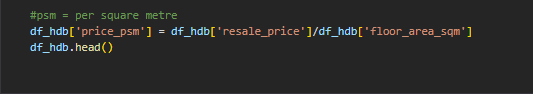 #psm = per square metre
df_hdb['price_psm'] = df_hdb['resale_price']/df_hdb['floor_area_sqm']
df_hdb.head()